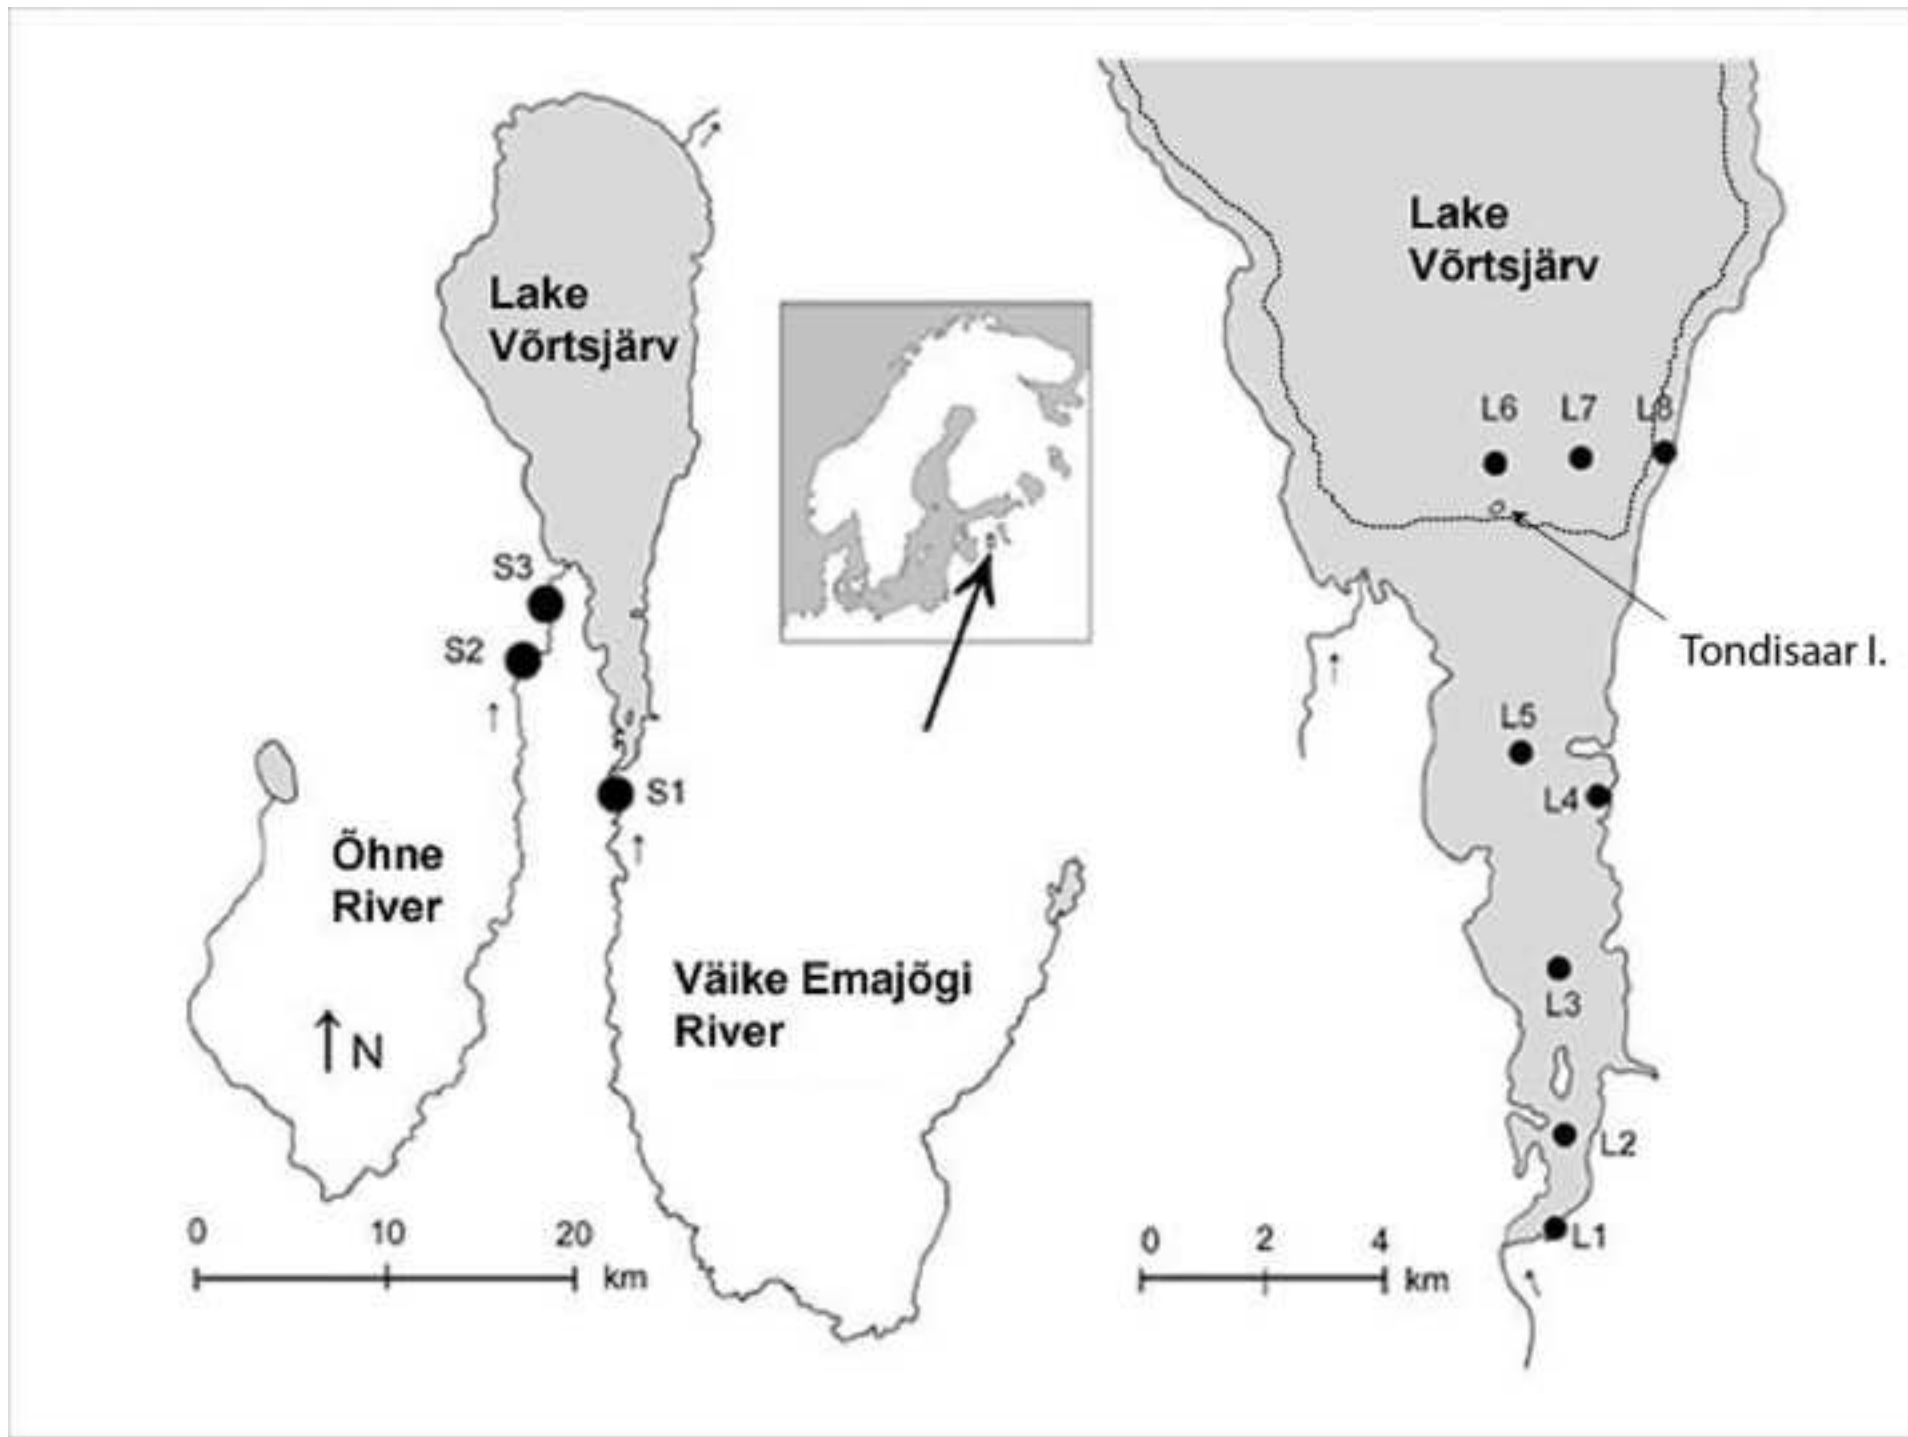 Lake
Võrtsjärv
S3
S2
S1
Õhne
River
N
Väike Emajõgi
River
0 10 20
km
Lake
Võrtsjärv
L6 L7 L8
Tondisaar I.
L5
L4
L3
L2
L1
0 2 4
km